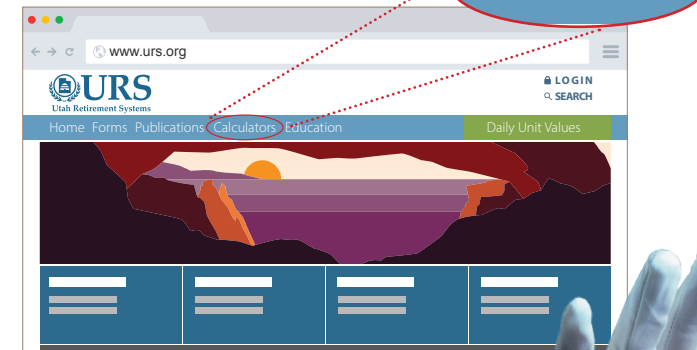 www.urs.org
URS
Utah Retirement Systems
LOGIN
SEARCH
Home Forms Publications Calculators Education
Daily Unit Values